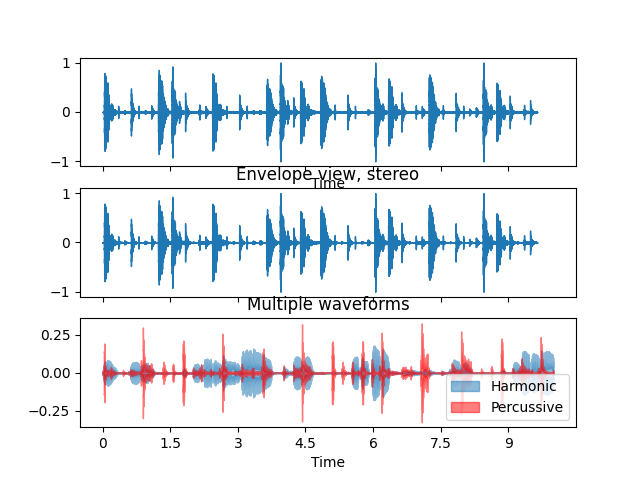 1
0
−1
Time
Envelope view, stereo
1
0
−1
Multiple waveforms
0.25
0.00
−0.25
Harmonic
Percussive
0 1.5 3 4.5 6 7.5 9
Time